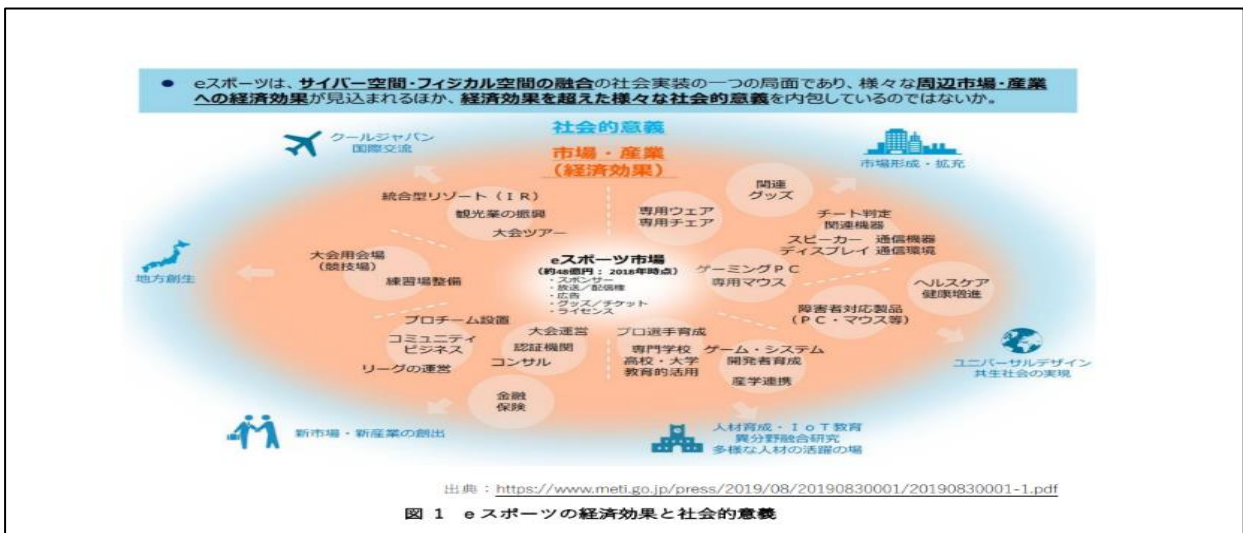 ● eスポーツは、サイバー空間・フィジカル空間の融合の社会実装の一つの局面であり、様々な周辺市場・産業
への経済効果が見込まれるほか、経済効果を超えた様々な社会的意義を内包しているのではないか。
社会的意義
市場・産業
(経済効果)
クールジャパン
国際交流
市場形成・拡充
関連
グッズ
統合型リゾート(IR)
観光業の振興
大会ツアー
専用ウェア
専用チェア
チート判定
関連機器
スピーカー 通信機器
ディスプレイ 通信環境
地方創生
大会用会場
(競技場)
練習場整備
eスポーツ市場
(約48億円: 2018年時点)
・スポンサー
・放送/配信権
・広告
・グッズ/チケット
・ライセンス
ゲーミングPC
専用マウス
ヘルスケア
健康増進
障害者対応製品
(PC・マウス等)
プロチーム設置
コミュニティ
ビジネス
リーグの運営
大会運営
認証機関
コンサル
プロ選手育成
専門学校
高校・大学
教育的活用
ゲーム・システム
開発者育成
産学連携
ユニバーサルデザイン
共生社会の実現
金融
保険
新市場・新産業の創出
人材育成・IoT教育
異分野融合研究
多様な人材の活躍の場
出典:https://www.meti.go.jp/press/2019/08/20190830001/20190830001-1.pdf
図 1 eスポーツの経済効果と社会的意義